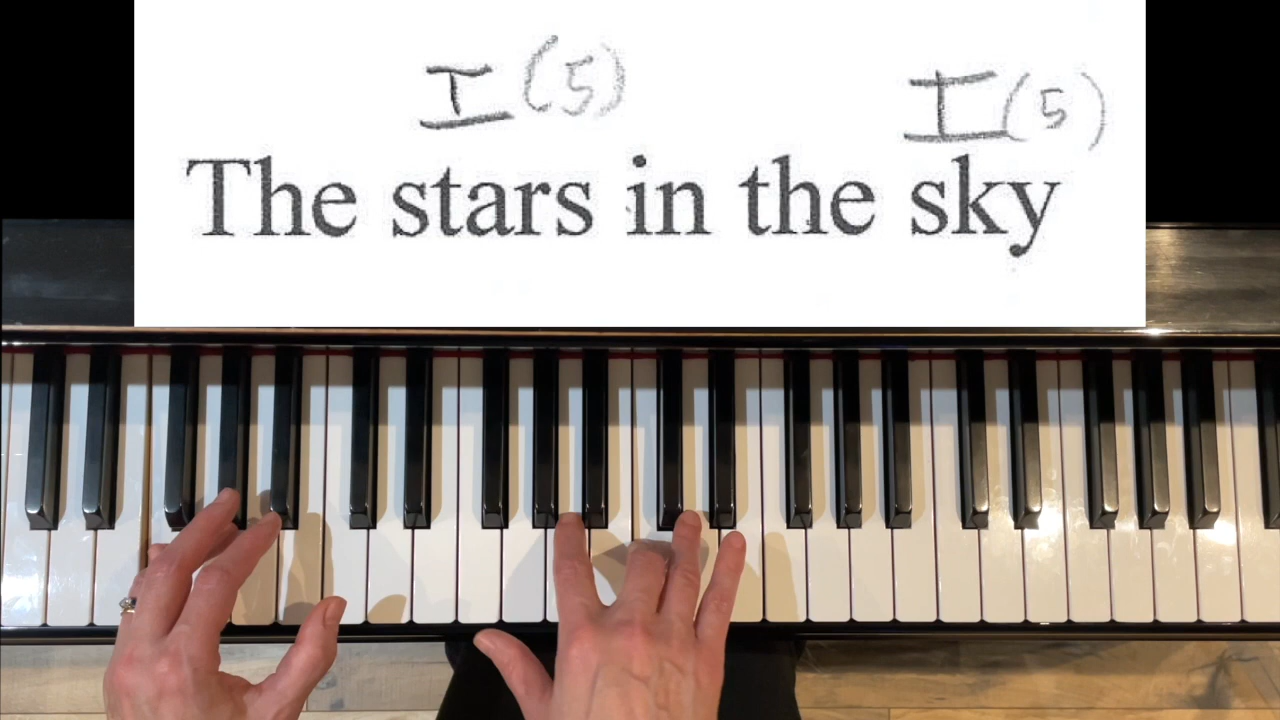 I (5) I (5)
The stars in the sky